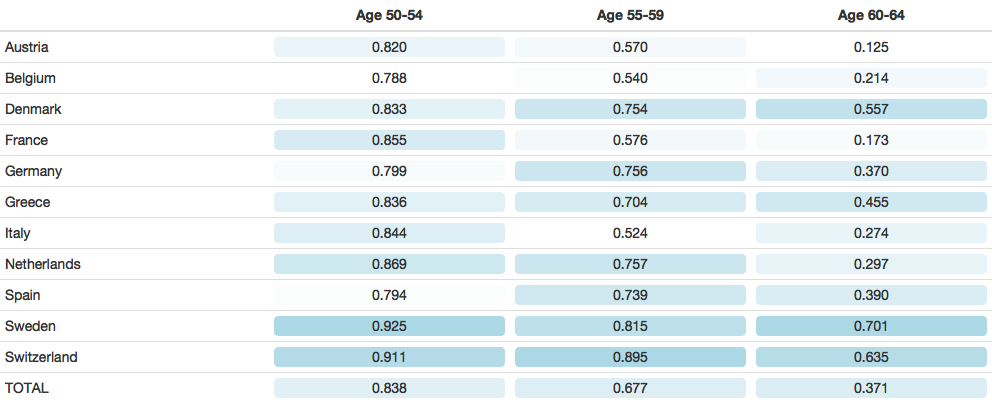 Age 50-54 Age 55-59 Age 60-64
Austria 0.820 0.570 0.125
Belgium 0.788 0.540 0.214
Denmark 0.833 0.754 0.557
France 0.855 0.576 0.173
Germany 0.799 0.756 0.370
Greece 0.836 0.704 0.455
Italy 0.844 0.524 0.274
Netherlands 0.869 0.757 0.297
Spain 0.794 0.739 0.390
Sweden 0.925 0.815 0.701
Switzerland 0.911 0.895 0.635
TOTAL 0.838 0.677 0.371